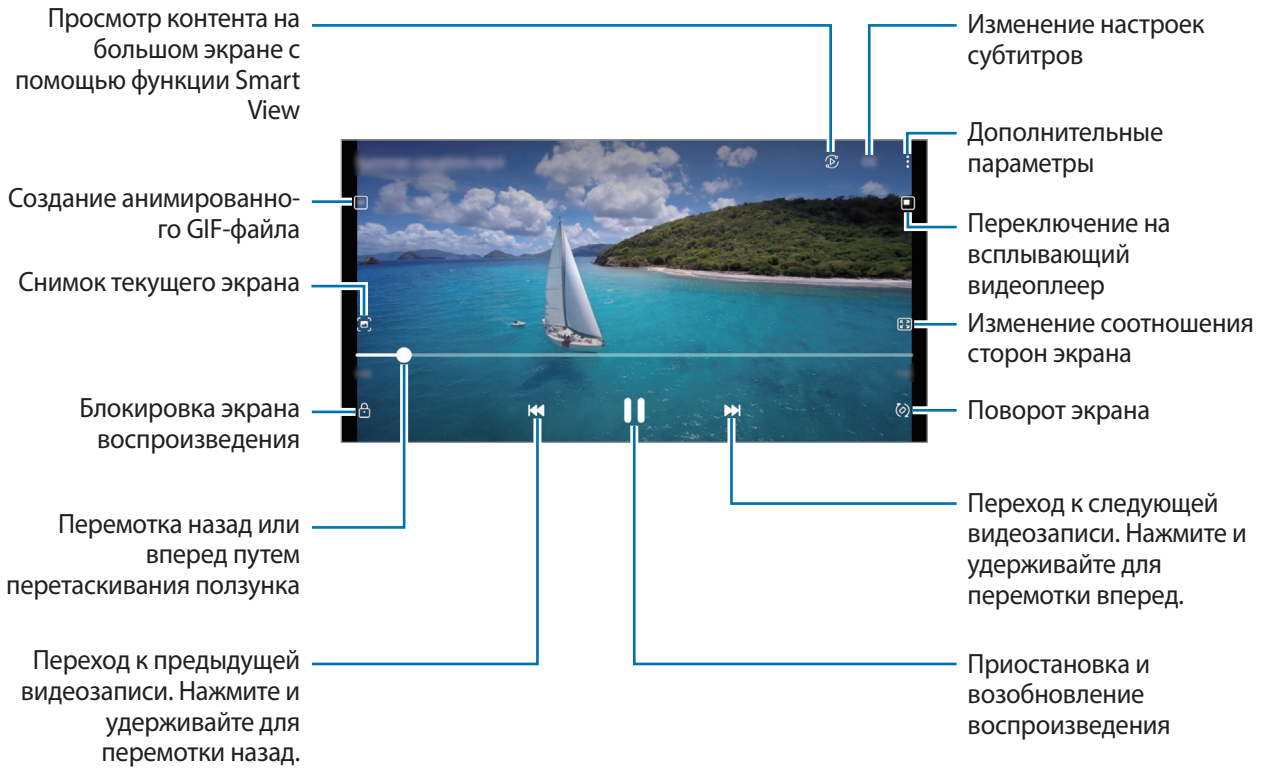 Просмотр контента на
большом экране с
помощью функции Smart
View
Создание анимированно-
го GIF-файла
Снимок текущего экрана
Блокировка экрана
воспроизведения
Перемотка назад или
вперед путем
перетаскивания ползунка
Переход к предыдущей
видеозаписи. Нажмите и
удерживайте для
перемотки назад.
Изменение настроек
субтитров
Дополнительные
параметры
Переключение на
всплывающий
видеоплеер
Изменение соотношения
сторон экрана
Поворот экрана
Переход к следующей
видеозаписи. Нажмите и
удерживайте для
перемотки вперед.
Приостановка и
возобновление
воспроизведения